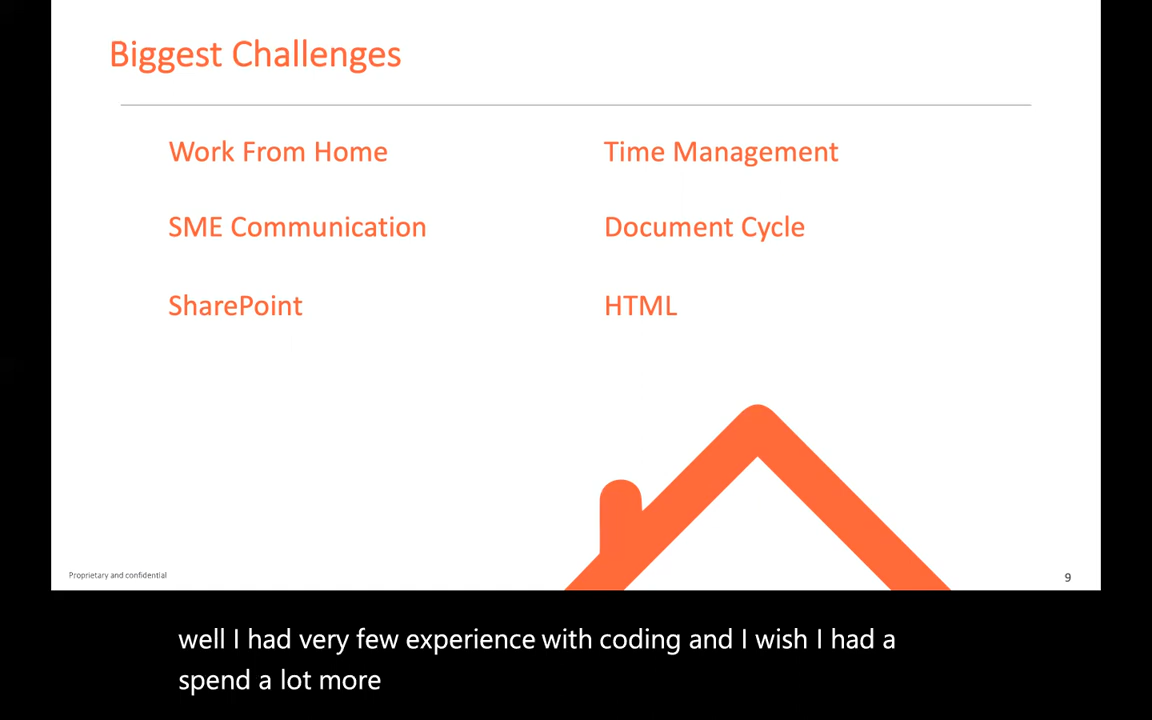 Biggest Challenges
Work From Home
Time Management
SME Communication
Document Cycle
SharePoint
HTML
Proprietary and confidential
9
well I had very few experience with coding and I wish I had a
spend a lot more